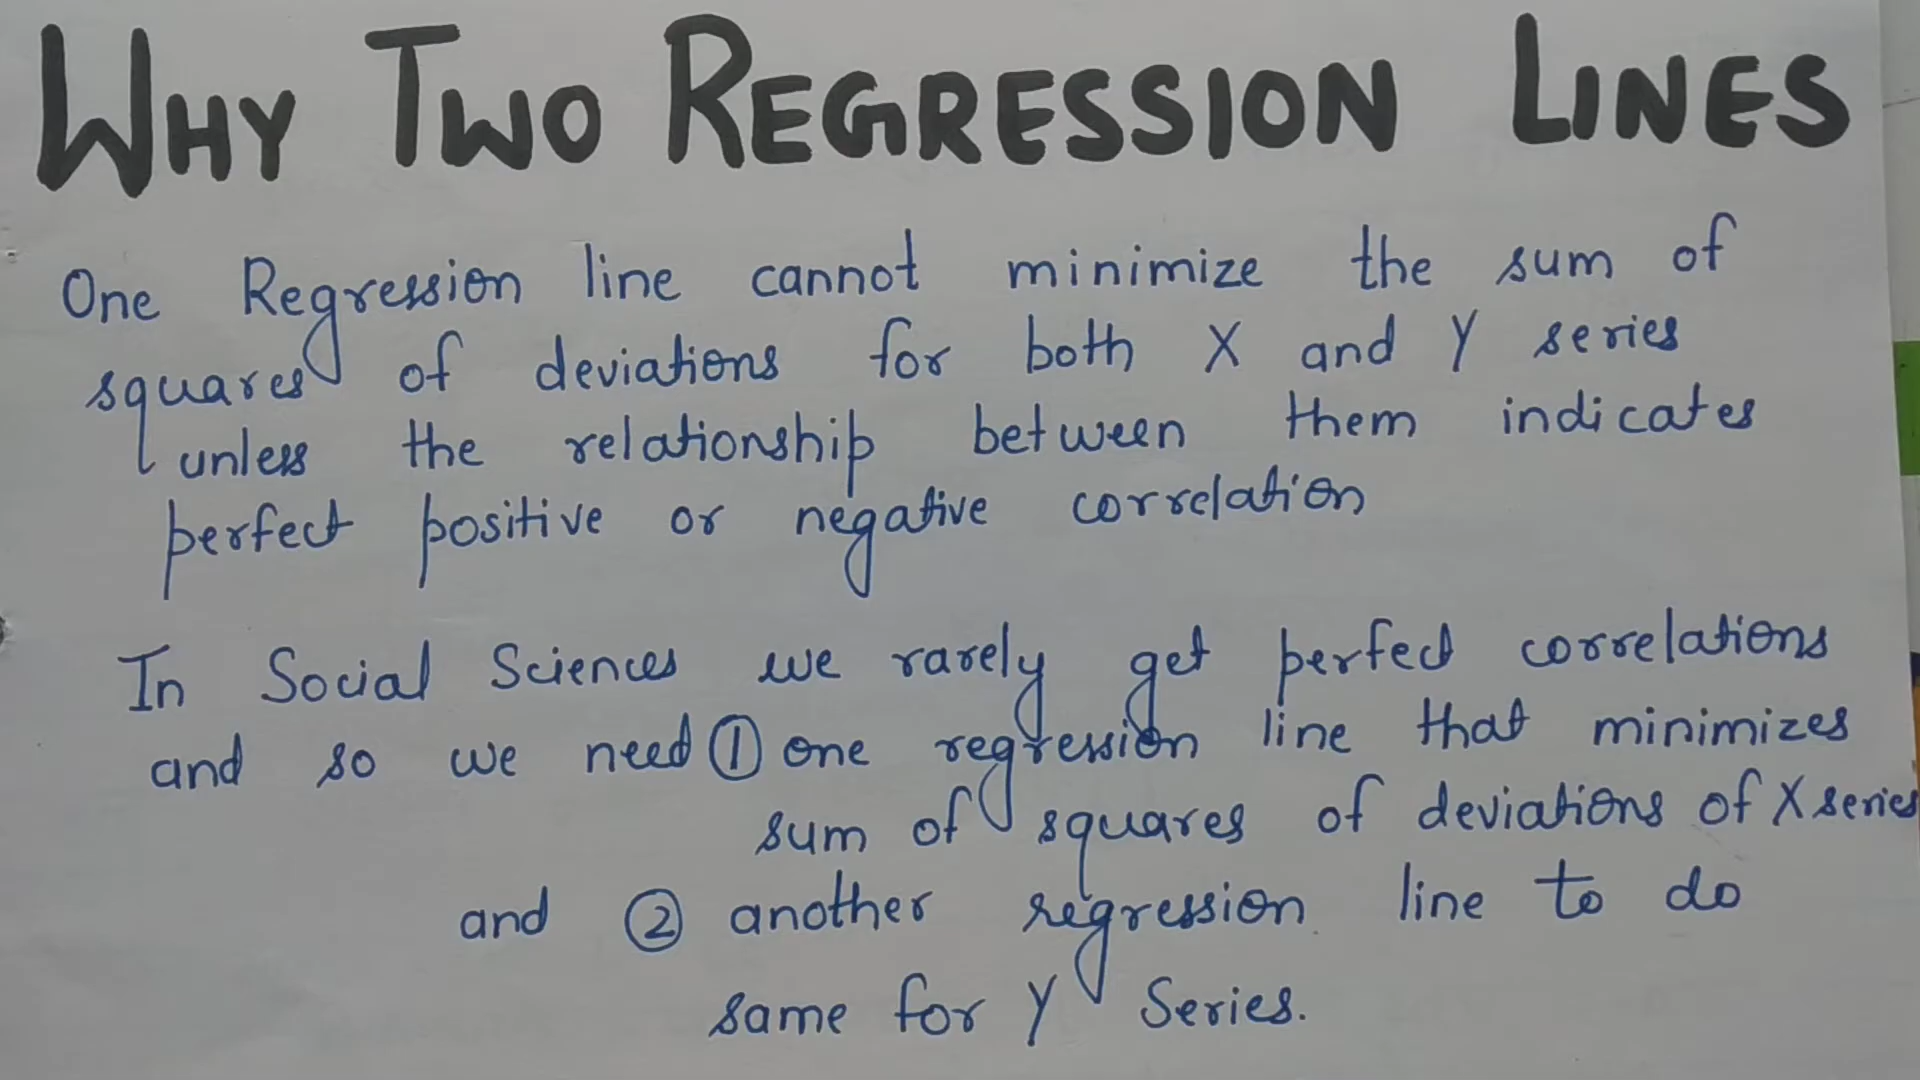 WHY TWO REGRESSION LINES
One Regression line cannot minimize the sum of
squares of deviations for both X and Y series
unless the relationship between them indicates
perfect positive or negative correlation
In Social Sciences we rarely get perfect correlations
and so we need ① one regression line that minimizes
sum of squares of deviations of X series
and ② another regression line to do
same for Y Series.